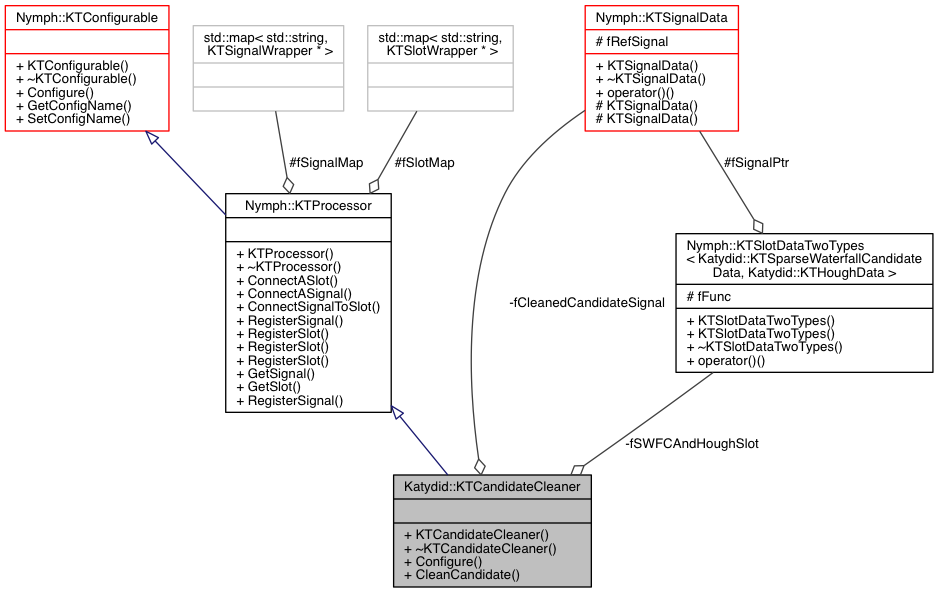 Nymph::KTConfigurable
+ KTConfigurable()
+ ~KTConfigurable()
+ Configure()
+ GetConfigName()
+ SetConfigName()
std::map< std::string,
KTSignalWrapper * >
std::map< std::string,
KTSlotWrapper * >
Nymph::KTSignalData
# fRefSignal
+ KTSignalData()
+ ~KTSignalData()
+ operator()()
# KTSignalData()
# KTSignalData()
#fSignalMap
#fSlotMap
#fSignalPtr
Nymph::KTProcessor
+ KTProcessor()
+ ~KTProcessor()
+ ConnectASlot()
+ ConnectASignal()
+ ConnectSignalToSlot()
+ RegisterSignal()
+ RegisterSlot()
+ RegisterSlot()
+ RegisterSlot()
+ GetSignal()
+ GetSlot()
+ RegisterSignal()
Nymph::KTSlotDataTwoTypes
< Katydid::KTSparseWaterfallCandidate
Data, Katydid::KTHoughData >
# fFunc
+ KTSlotDataTwoTypes()
+ KTSlotDataTwoTypes()
+ ~KTSlotDataTwoTypes()
+ operator()()
-fCleanedCandidateSignal
-fSWFCAndHoughSlot
Katydid::KTCandidateCleaner
+ KTCandidateCleaner()
+ ~KTCandidateCleaner()
+ Configure()
+ CleanCandidate()